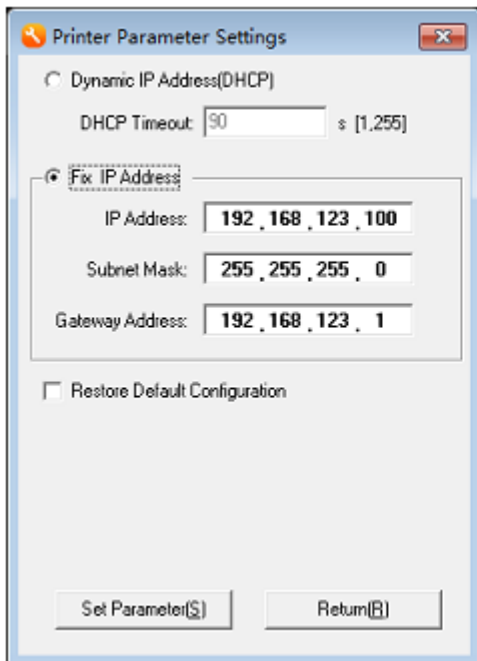 Printer Parameter Settings
Dynamic IP Address(DHCP)
DHCP Timeout: 90 s [1,255]
Fix IP Address
IP Address: 192 . 168 . 123 . 100
Subnet Mask: 255 . 255 . 255 . 0
Gateway Address: 192 . 168 . 123 . 1
Restore Default Configuration
Set Parameter(S) Return(R)